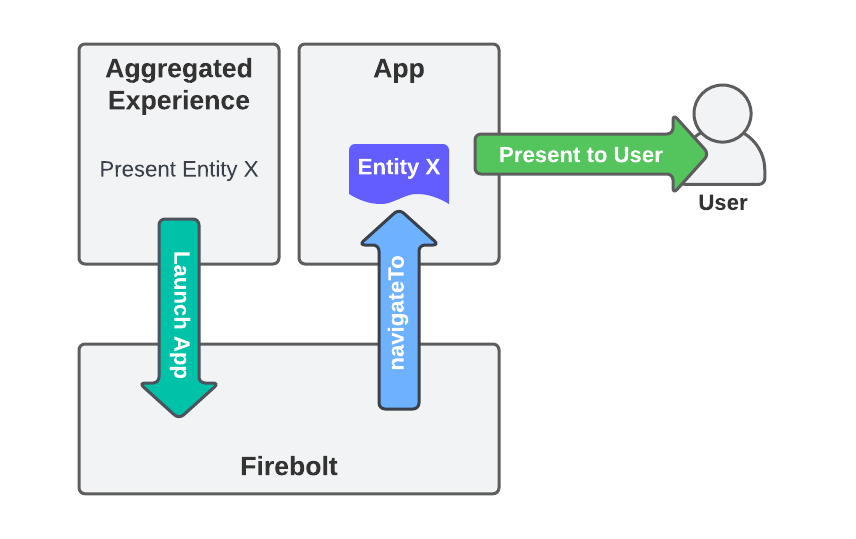 Aggregated
Experience
Present Entity X
Launch App
App
Entity X
navigateTo
Present to User
User
Firebolt